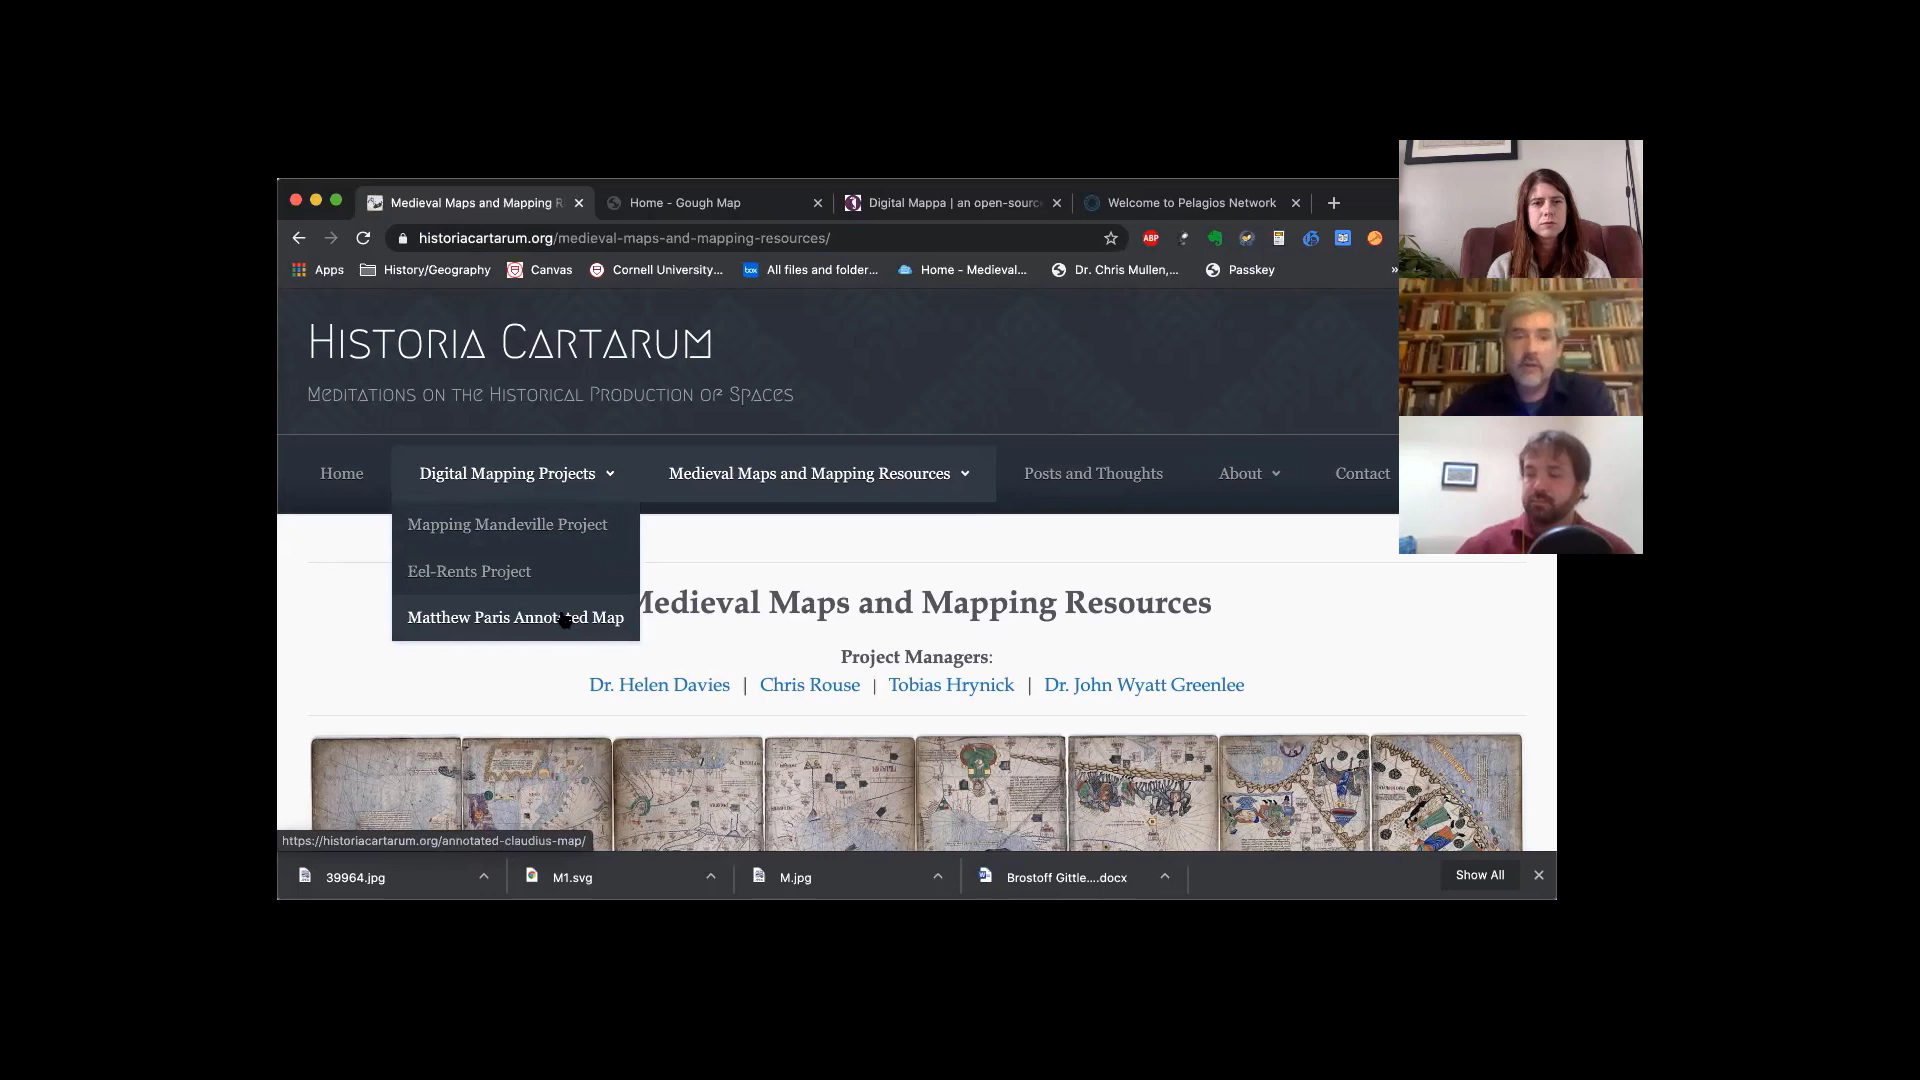 Medieval Maps and Mapping R
Home - Gough Map
Digital Mappa | an open-sourc
Welcome to Pelagios Network
historiacartarum.org/medieval-maps-and-mapping-resources/
ABP
Apps
History/Geography
Canvas
Cornell University...
box
All files and folder...
Home - Medieval...
Dr. Chris Mullen,...
Passkey
»
Historia Cartarum
Meditations on the Historical Production of Spaces
Home
Digital Mapping Projects
Medieval Maps and Mapping Resources
Posts and Thoughts
About
Contact
Mapping Mandeville Project
Eel-Rents Project
Matthew Paris Annotated Map
Medieval Maps and Mapping Resources
Project Managers:
Dr. Helen Davies | Chris Rouse | Tobias Hrynick | Dr. John Wyatt Greenlee
https://historiacartarum.org/annotated-claudius-map/
39964.jpg
M1.svg
M.jpg
Brostoff Gittle....docx
Show All